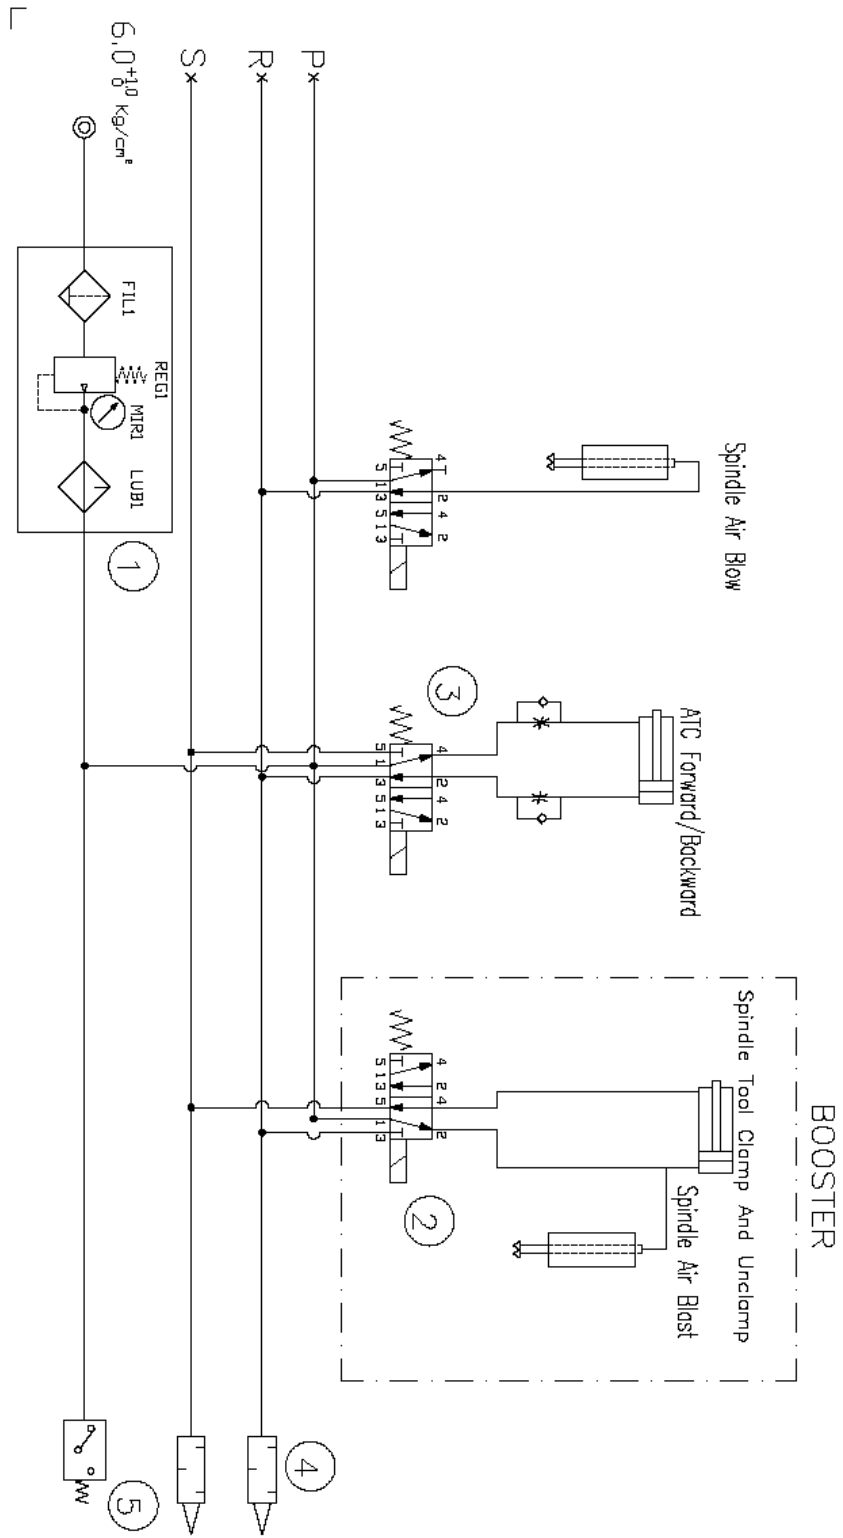 BOOSTER
Spindle Air Blow
ATC Forward/Backward
Spindle Tool Clamp And Unclamp
Spindle Air Blast
4 2 4 2
5 1 3 5 1 3
4 2 4 2
5 1 3 5 1 3
4 2 4 2
5 1 3 5 1 3
3
2
P
R
S
4
6.0 +1.0 0 Kg/cm²
FIL1
REG1
MIR1
LUB1
1
5